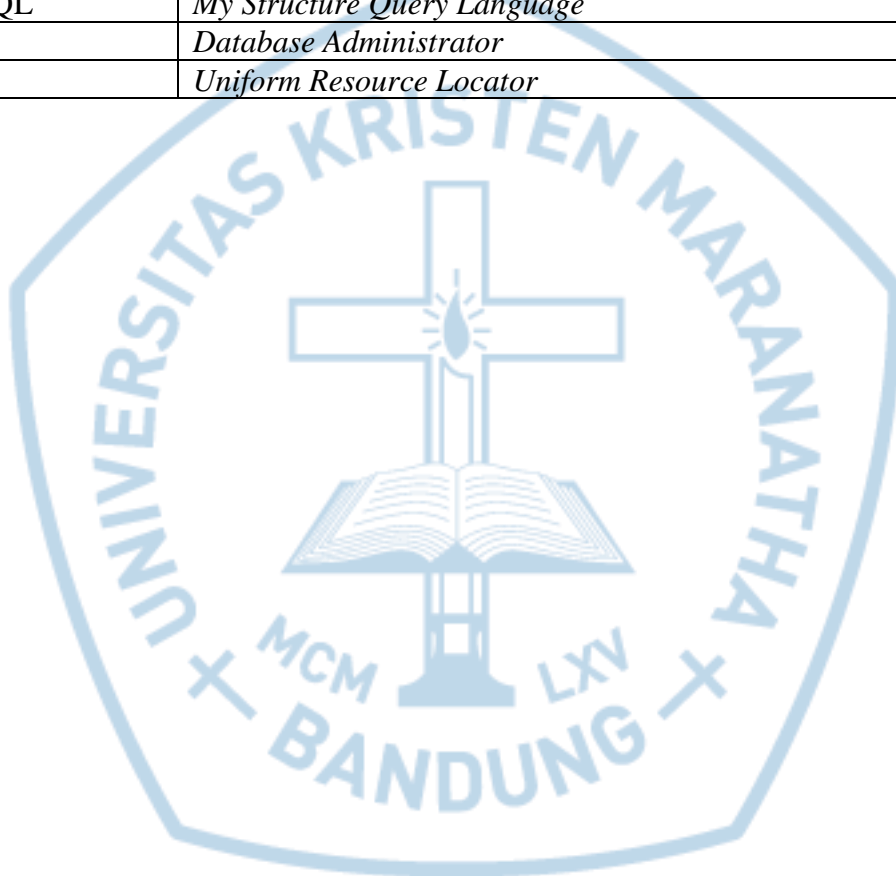 QL My Structure Query Language
Database Administrator
Uniform Resource Locator
UNIVERSITAS KRISTEN MARANATHA
MCM LXV
BANDUNG